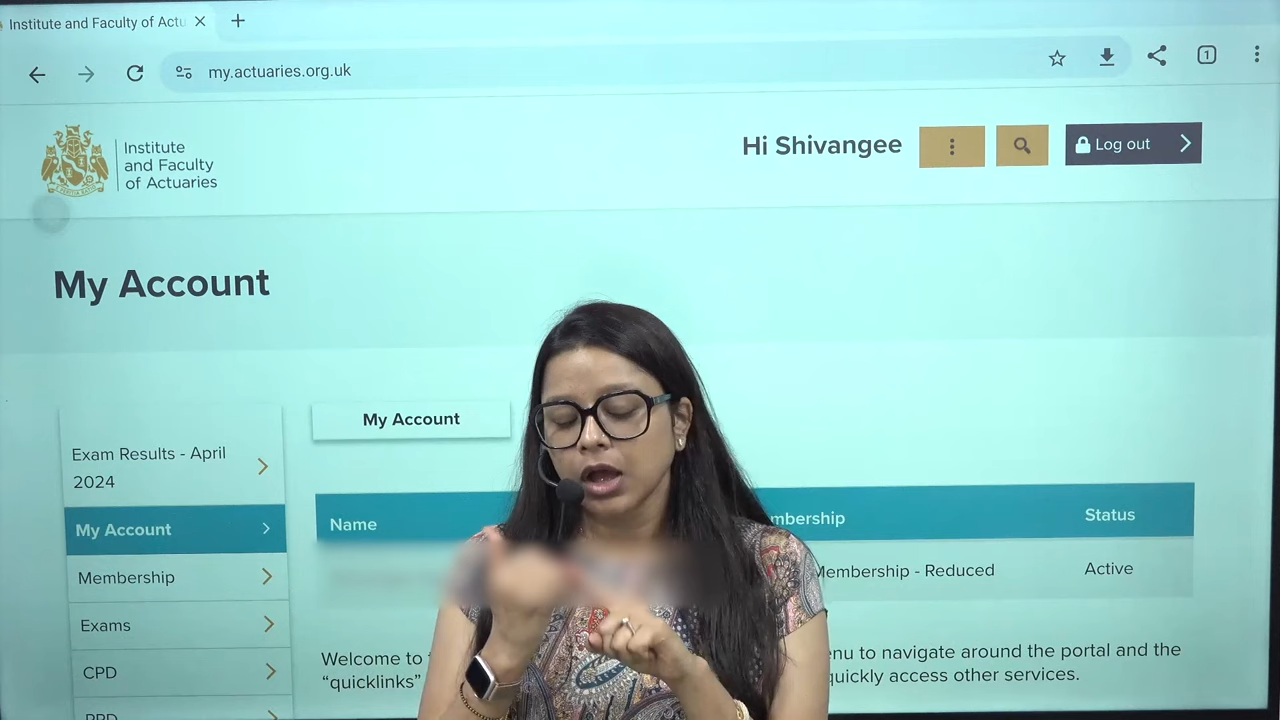 Institute and Faculty of Actu
my.actuaries.org.uk
1
Institute
and Faculty
of Actuaries
Hi Shivangee
Log out
My Account
My Account
Exam Results - April
2024
My Account
Membership
Exams
CPD
Name
Status
Membership - Reduced
Active
Welcome to
to navigate around the portal and the
"quicklinks"
quickly access other services.